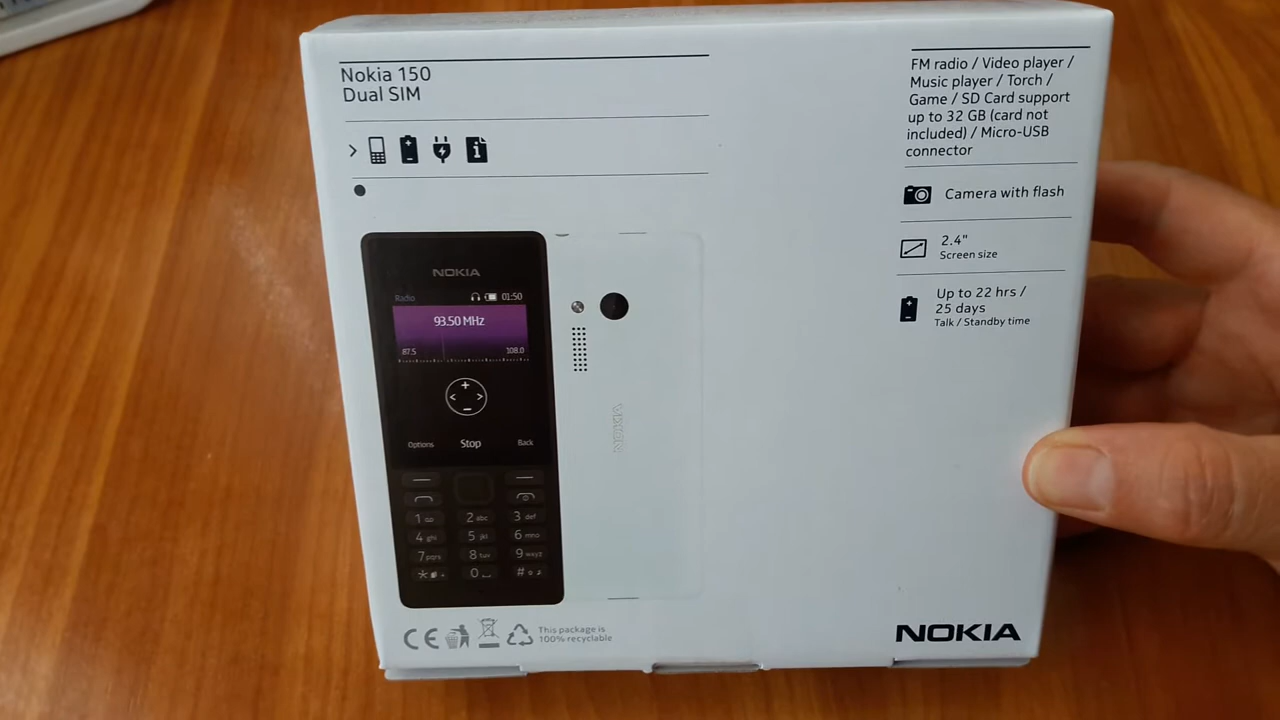 Nokia 150
Dual SIM
FM radio / Video player /
Music player / Torch /
Game / SD Card support
up to 32 GB (card not
included) / Micro-USB
connector
Camera with flash
2.4"
Screen size
Up to 22 hrs /
25 days
Talk / Standby time
NOKIA
Radio 01:50
93.50 MHz
87.5 108.0
Options Stop Back
1 2 abc 3 def
4 ghi 5 jkl 6 mno
7 pqrs 8 tuv 9 wxyz
* 0 #
NOKIA
CE
This package is
100% recyclable
NOKIA